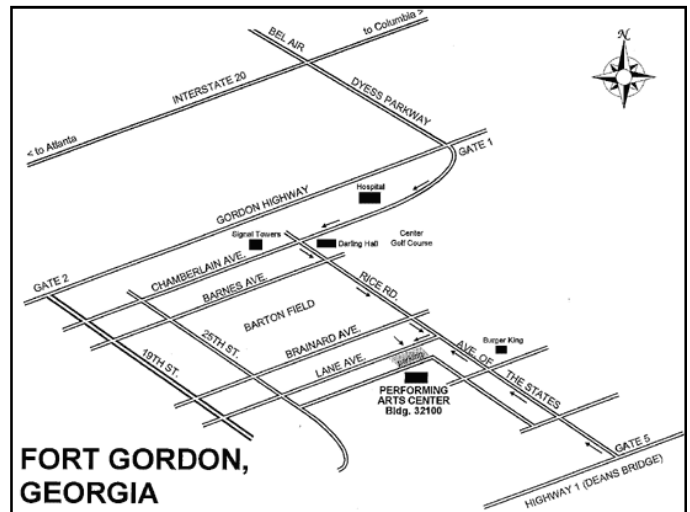 to Columbia >
N
BEL AIR
INTERSTATE 20
DYESS PARKWAY
< to Atlanta
GATE 1
Hospital
GORDON HIGHWAY
Signal Towers
Darling Hall
Center
Golf Course
GATE 2
CHAMBERLAIN AVE.
BARNES AVE.
RICE RD.
BARTON FIELD
25TH ST.
BRAINARD AVE.
19TH ST.
LANE AVE.
parking
AVE. OF
THE STATES
Burger King
PERFORMING
ARTS CENTER
Bldg. 32100
GATE 5
HIGHWAY 1 (DEANS BRIDGE)
FORT GORDON,
GEORGIA